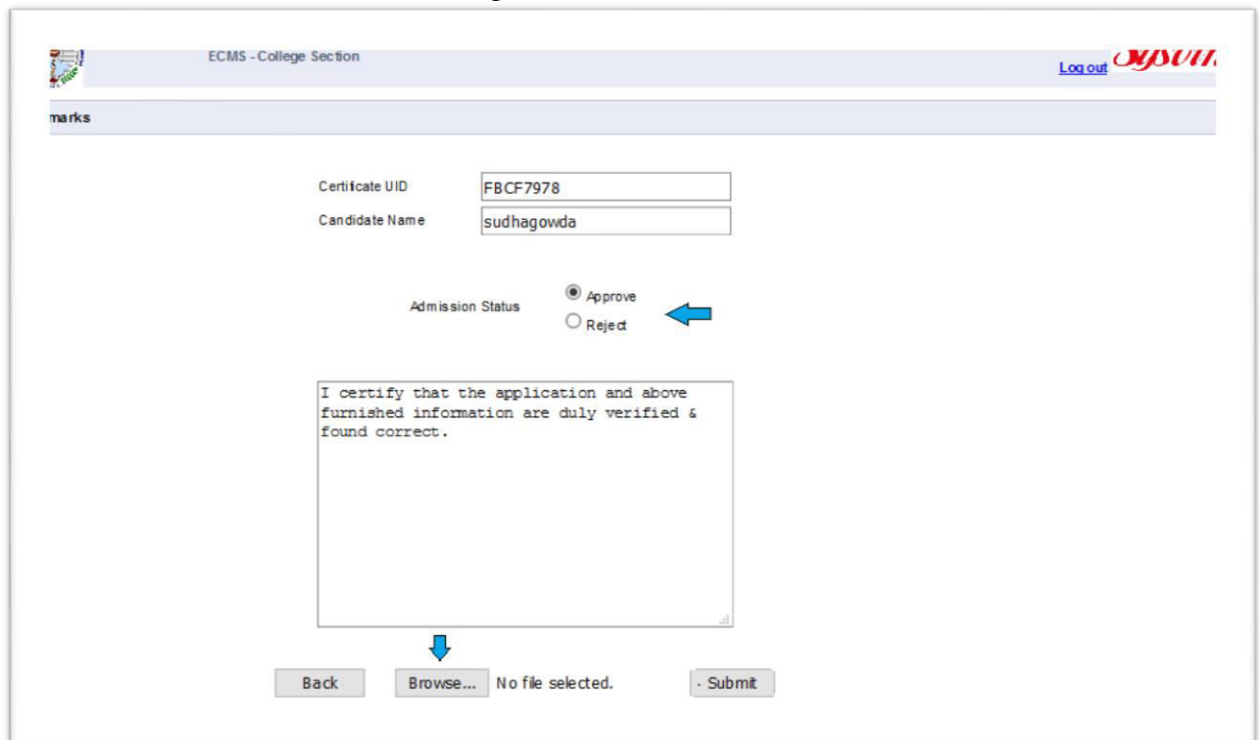 ECMS - College Section
Log out
marks
Certificate UID FBCF7978
Candidate Name sudhagowda
Admission Status
Approve
Reject
I certify that the application and above
furnished information are duly verified &
found correct.
Back Browse... No file selected. - Submit